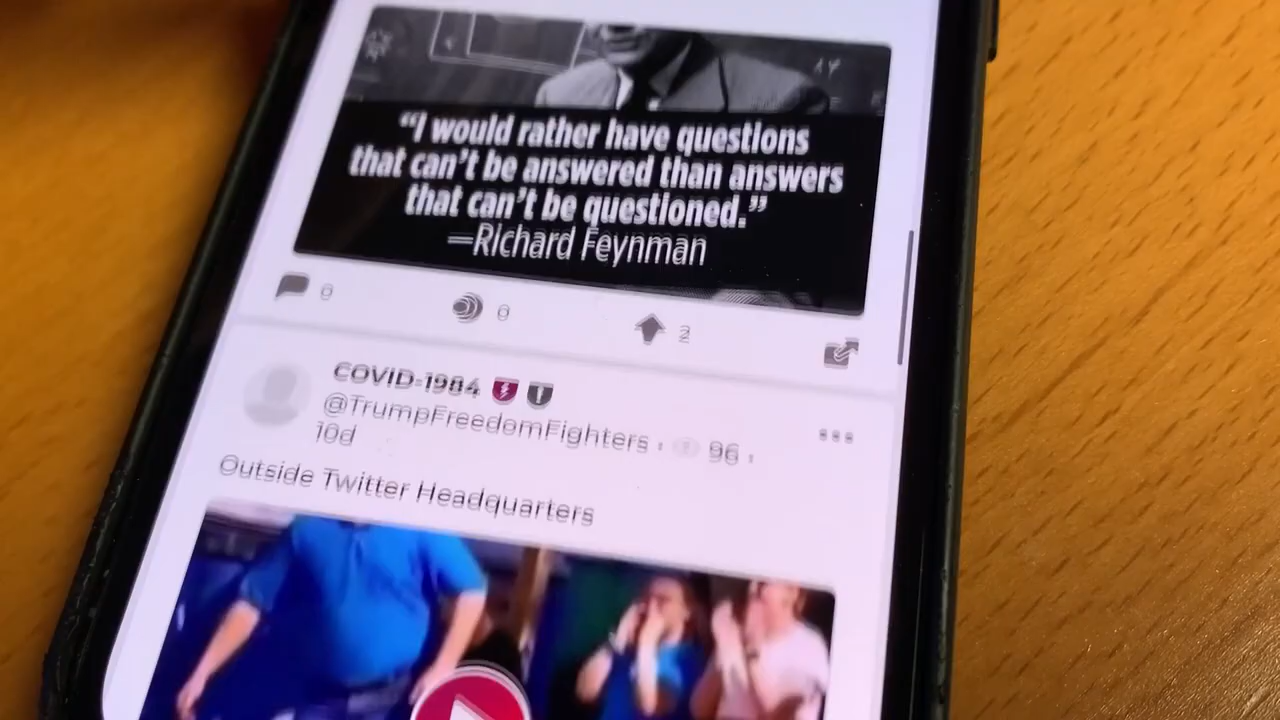 “I would rather have questions
that can’t be answered than answers
that can’t be questioned.”
—Richard Feynman
0 0 2
COVID-1984
@TrumpFreedomFighters · 96 ·
10d
Outside Twitter Headquarters